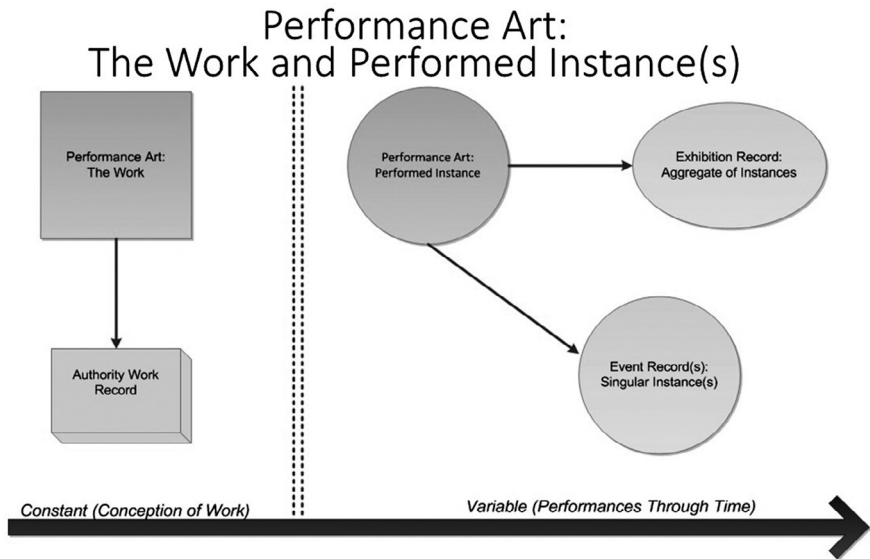 Performance Art:
The Work and Performed Instance(s)
Performance Art:
The Work
Authority Work
Record
Performance Art:
Performed Instance
Exhibition Record:
Aggregate of Instances
Event Record(s):
Singular Instance(s)
Constant (Conception of Work)
Variable (Performances Through Time)